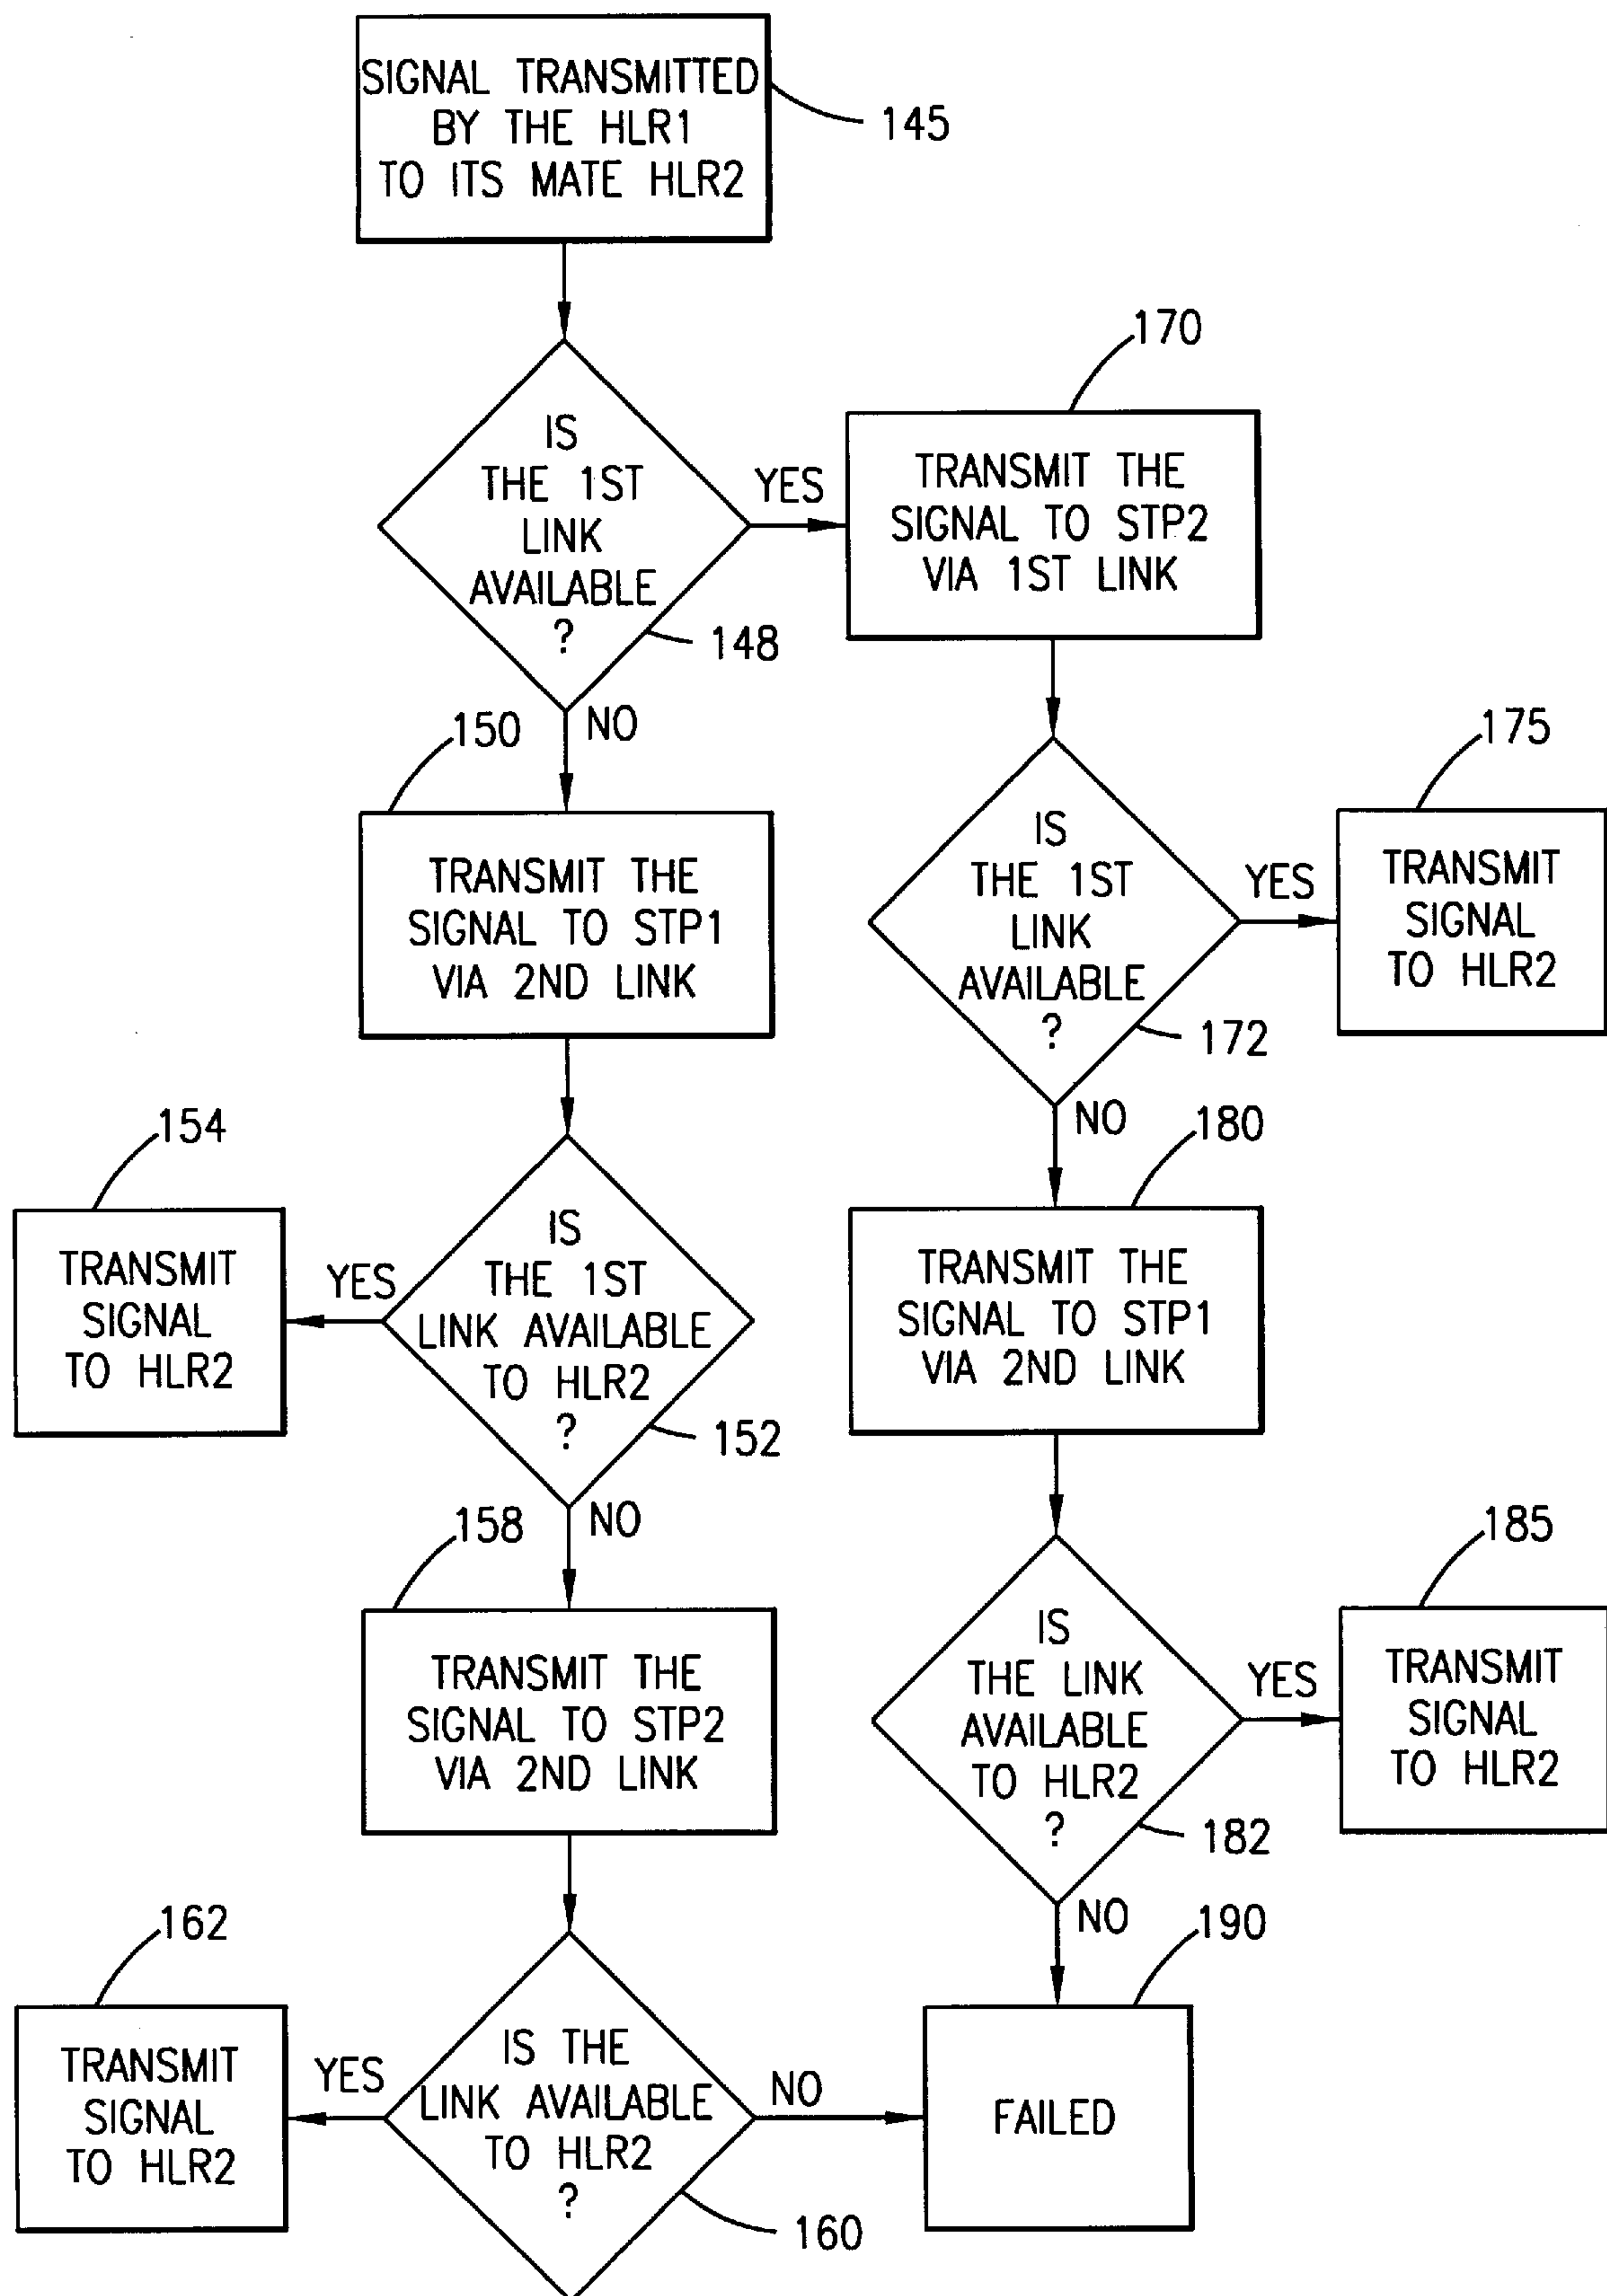 SIGNAL TRANSMITTED
BY THE HLR1
TO ITS MATE HLR2
145
IS
THE 1ST
LINK
AVAILABLE
?
148
YES
NO
170
TRANSMIT THE
SIGNAL TO STP2
VIA 1ST LINK
150
TRANSMIT THE
SIGNAL TO STP1
VIA 2ND LINK
IS
THE 1ST
LINK
AVAILABLE
?
172
YES
NO
175
TRANSMIT
SIGNAL
TO HLR2
154
TRANSMIT
SIGNAL
TO HLR2
YES
IS
THE 1ST
LINK AVAILABLE
TO HLR2
?
152
NO
180
TRANSMIT THE
SIGNAL TO STP1
VIA 2ND LINK
158
TRANSMIT THE
SIGNAL TO STP2
VIA 2ND LINK
IS
THE LINK
AVAILABLE
TO HLR2
?
182
YES
NO
185
TRANSMIT
SIGNAL
TO HLR2
162
TRANSMIT
SIGNAL
TO HLR2
YES
IS THE
LINK AVAILABLE
TO HLR2
?
160
NO
190
FAILED